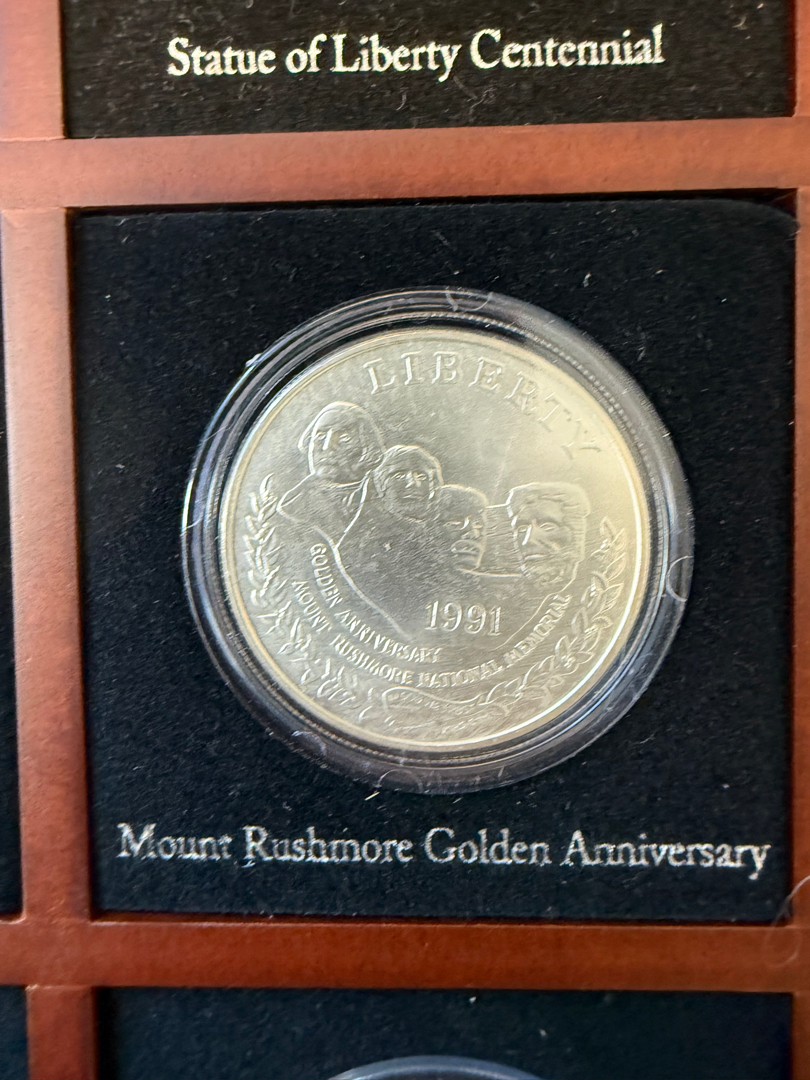 Statue of Liberty Centennial
LIBERTY
1991
GOLDEN ANNIVERSARY
MOUNT RUSHMORE NATIONAL MEMORIAL
Mount Rushmore Golden Anniversary